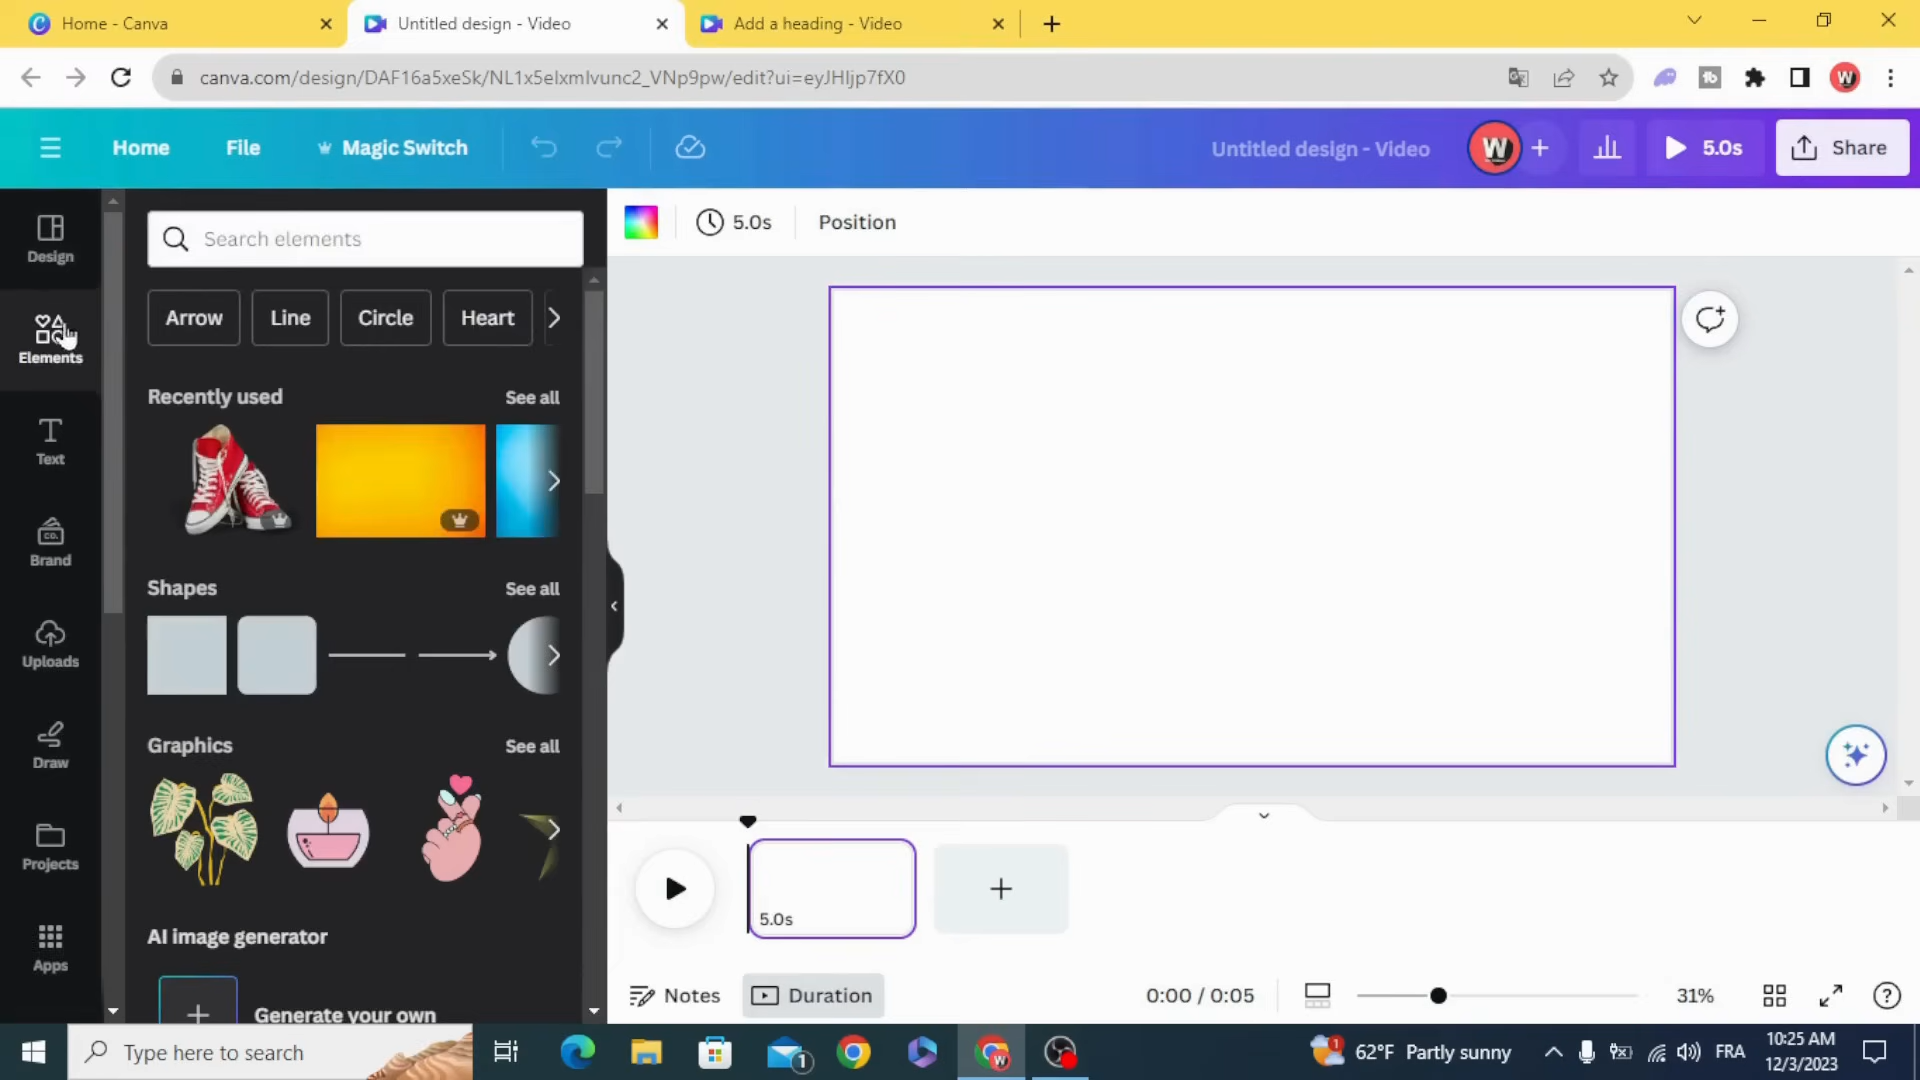 Home - Canva
Untitled design - Video
Add a heading - Video
canva.com/design/DAF16a5xeSk/NL1x5eIxmIvunc2_VNp9pw/edit?ui=eyJHIjp7fX0
Home
File
Magic Switch
Untitled design - Video
W
5.0s
Share
Design
Elements
Text
CO.
Brand
Uploads
Draw
Projects
Apps
Search elements
Arrow
Line
Circle
Heart
Recently used
See all
Shapes
See all
Graphics
See all
AI image generator
Generate your own
5.0s
Position
5.0s
Notes
Duration
0:00 / 0:05
31%
Type here to search
1
W
1
62°F Partly sunny
FRA
10:25 AM
12/3/2023